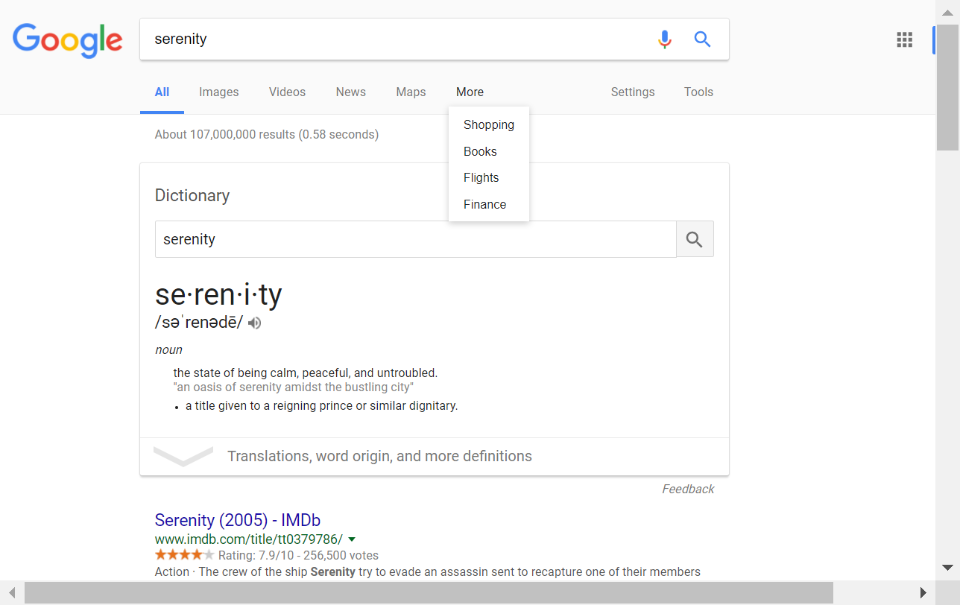 Google
serenity
All Images Videos News Maps More Settings Tools
Shopping
Books
Flights
Finance
About 107,000,000 results (0.58 seconds)
Dictionary
serenity
se·ren·i·ty
/səˈrenədē/
noun
the state of being calm, peaceful, and untroubled.
"an oasis of serenity amidst the bustling city"
• a title given to a reigning prince or similar dignitary.
Translations, word origin, and more definitions
Feedback
Serenity (2005) - IMDb
www.imdb.com/title/tt0379786/
Rating: 7.9/10 - 256,500 votes
Action · The crew of the ship Serenity try to evade an assassin sent to recapture one of their members